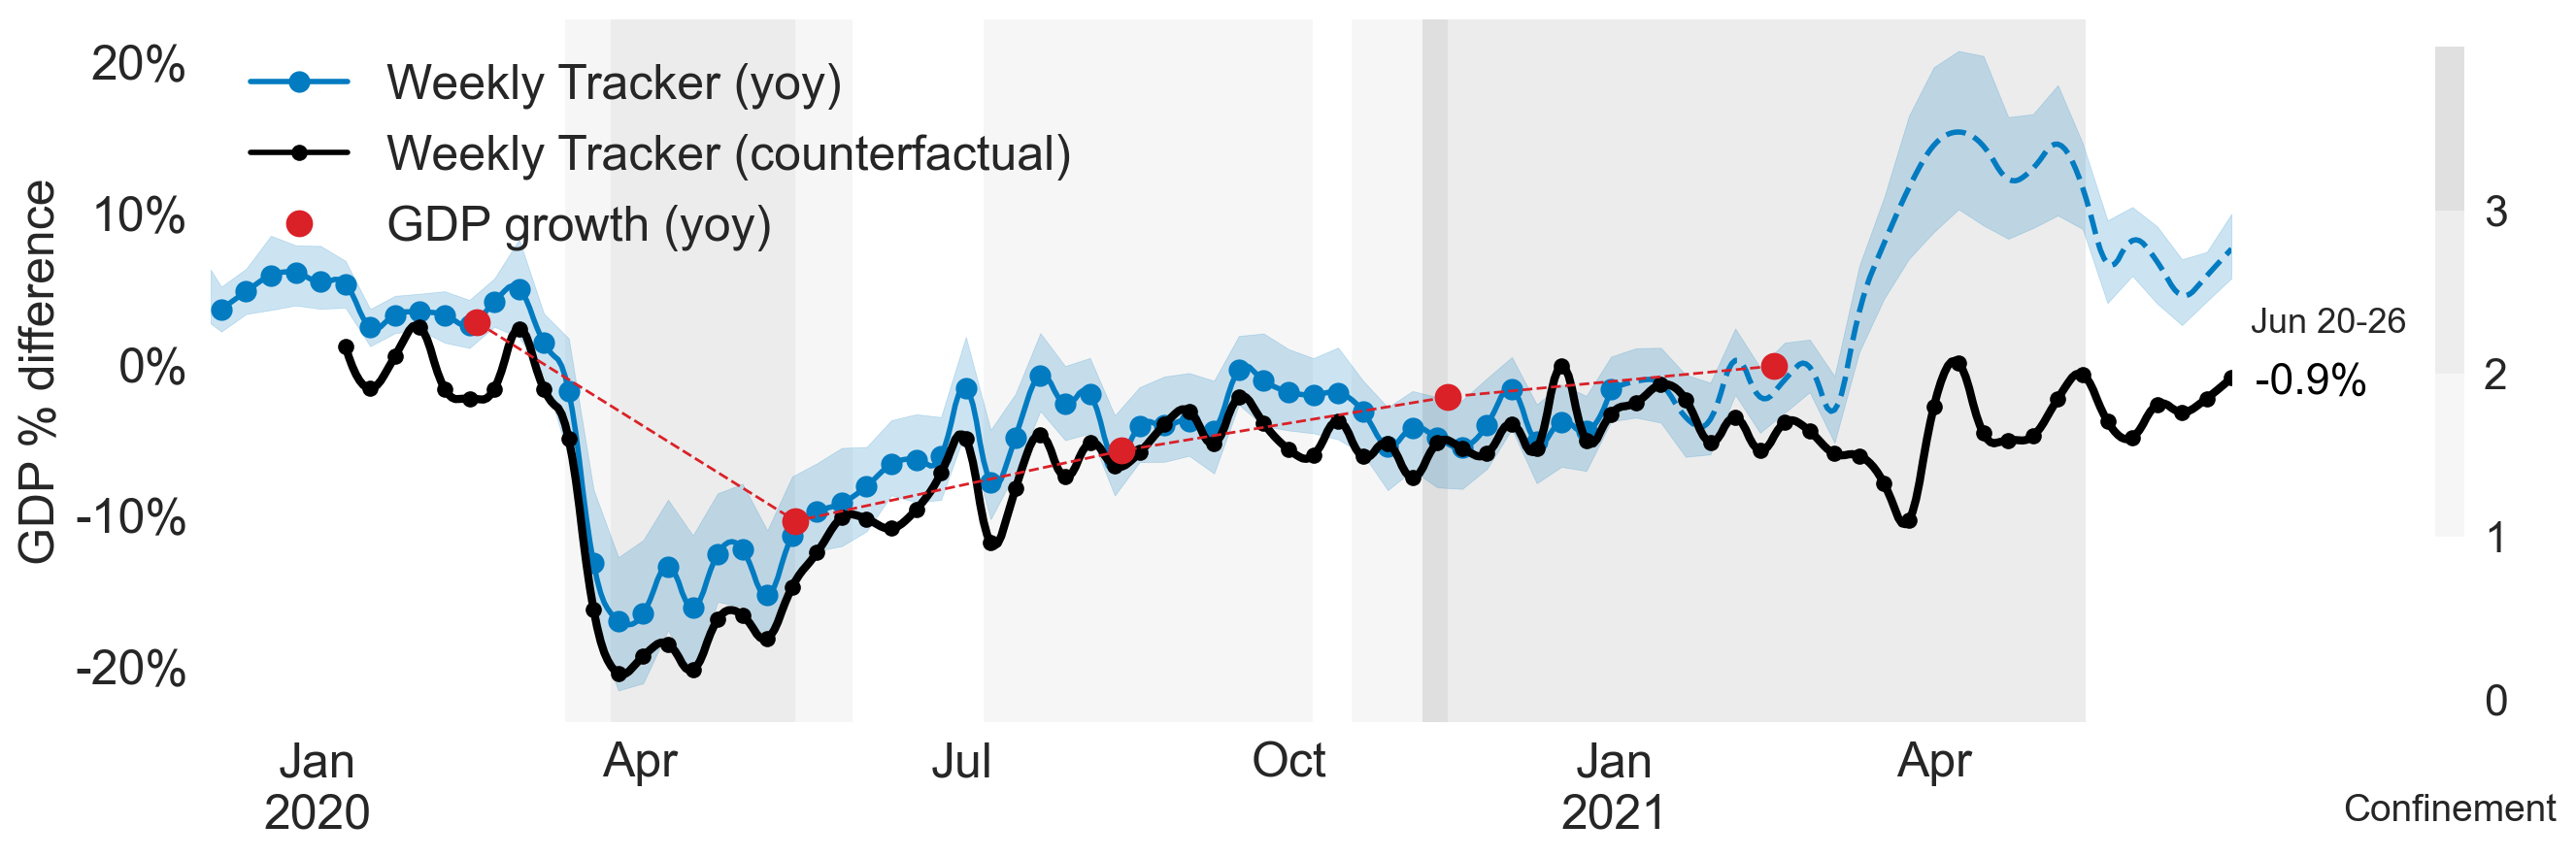 20%
10%
0%
-10%
-20%
GDP % difference
Weekly Tracker (yoy)
Weekly Tracker (counterfactual)
GDP growth (yoy)
Jun 20-26
-0.9%
3
2
1
0
Jan
2020
Apr
Jul
Oct
Jan
2021
Apr
Confinement